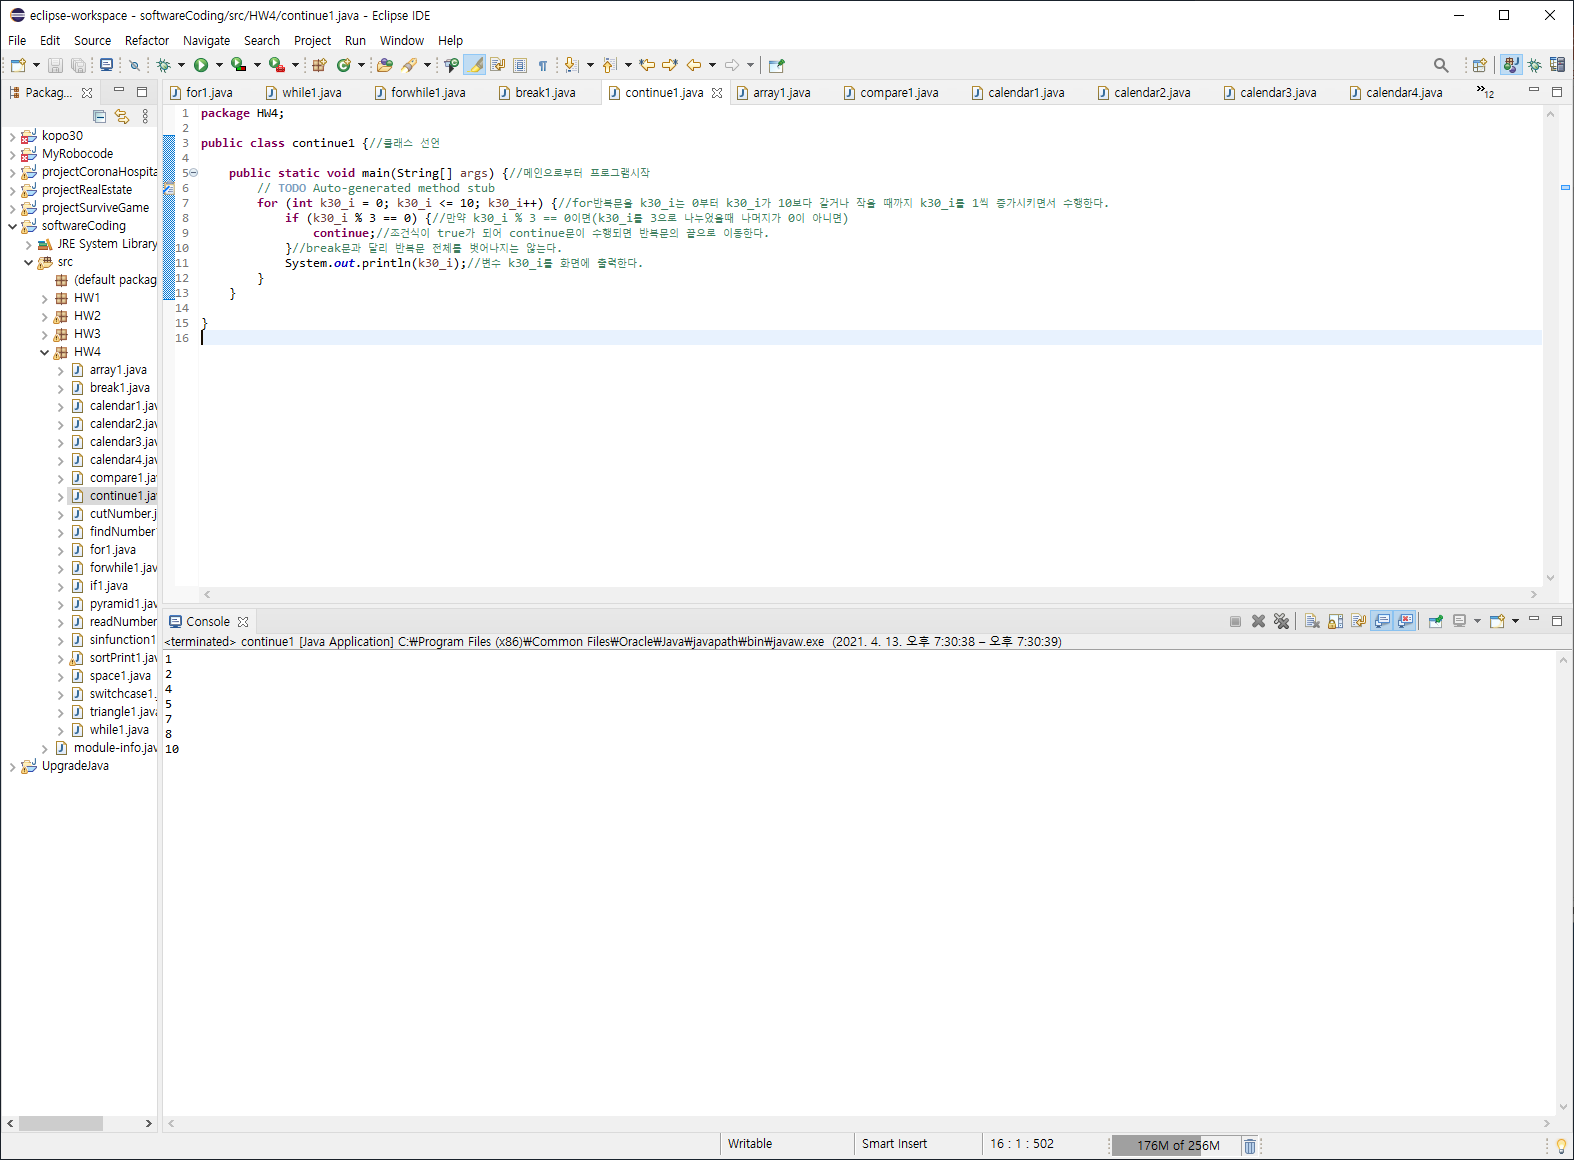 eclipse-workspace - softwareCoding/src/HW4/continue1.java - Eclipse IDE
File Edit Source Refactor Navigate Search Project Run Window Help
Packag...
for1.java while1.java forwhile1.java break1.java continue1.java array1.java compare1.java calendar1.java calendar2.java calendar3.java calendar4.java »12
kopo30
MyRobocode
projectCoronaHospita
projectRealEstate
projectSurviveGame
softwareCoding
JRE System Library
src
(default packag
HW1
HW2
HW3
HW4
array1.java
break1.java
calendar1.jav
calendar2.jav
calendar3.jav
calendar4.jav
compare1.jav
continue1.jav
cutNumber.j
findNumber
for1.java
forwhile1.jav
if1.java
pyramid1.jav
readNumber
sinfunction1
sortPrint1.jav
space1.java
switchcase1.
triangle1.java
while1.java
module-info.jav
UpgradeJava
1 package HW4;
2
3 public class continue1 {//클래스 선언
4
5 public static void main(String[] args) {//메인으로부터 프로그램시작
6 // TODO Auto-generated method stub
7 for (int k30_i = 0; k30_i <= 10; k30_i++) {//for반복문을 k30_i는 0부터 k30_i가 10보다 같거나 작을 때까지 k30_i를 1씩 증가시키면서 수행한다.
8 if (k30_i % 3 == 0) {//만약 k30_i % 3 == 0이면(k30_i를 3으로 나누었을때 나머지가 0이 아니면)
9 continue;//조건식이 true가 되어 continue문이 수행되면 반복문의 끝으로 이동한다.
10 }//break문과 달리 반복문 전체를 벗어나지는 않는다.
11 System.out.println(k30_i);//변수 k30_i를 화면에 출력한다.
12 }
13 }
14
15 }
16
Console
<terminated> continue1 [Java Application] C:₩Program Files (x86)₩Common Files₩Oracle₩Java₩javapath₩bin₩javaw.exe (2021. 4. 13. 오후 7:30:38 – 오후 7:30:39)
1
2
4
5
7
8
10
Writable Smart Insert 16 : 1 : 502 176M of 256M